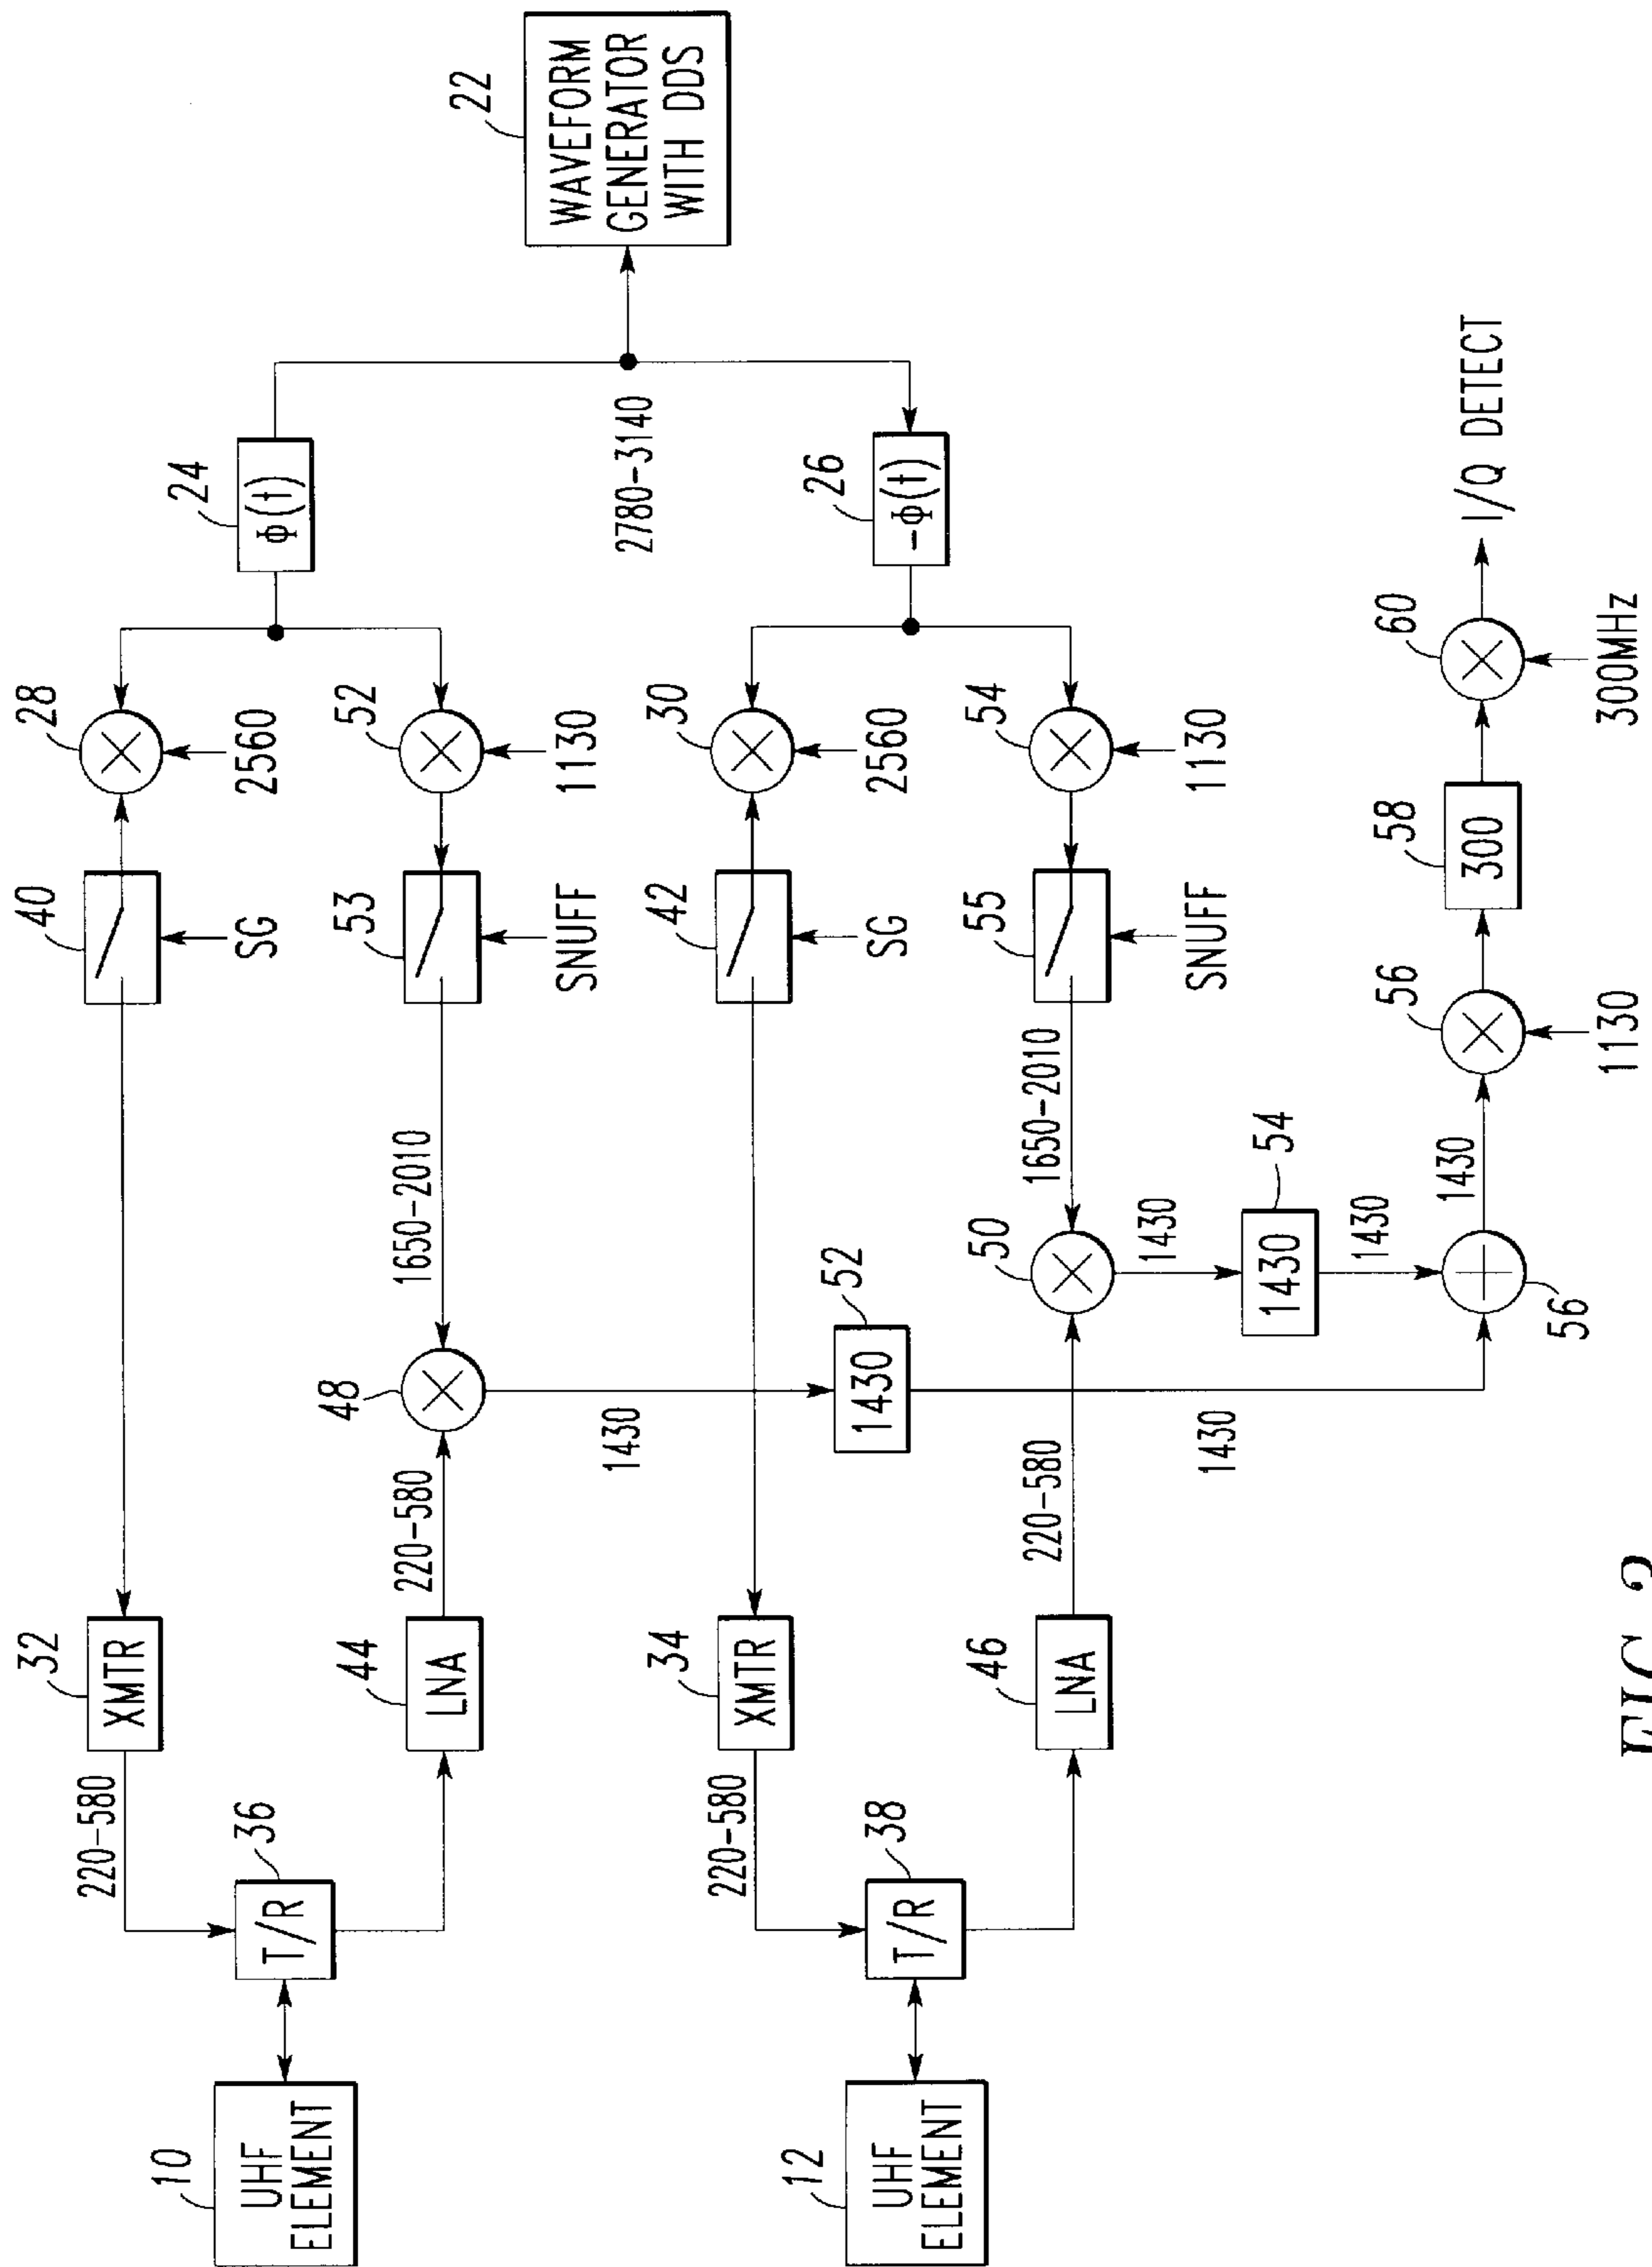 22
WAVEFORM
GENERATOR
WITH DDS
24
Φ(t)
2780-3140
26
-Φ(t)
28
2560
52
1130
30
2560
54
1130
40
SG
53
SNUFF
42
SG
55
SNUFF
1650-2010
1650-2010
32
XMTR
220-580
44
LNA
220-580
48
1430
52
1430
1430
34
XMTR
220-580
46
LNA
220-580
50
1430
54
1430
1430
56
1430
56
1130
58
300
60
300MHz
I/Q DETECT
36
T/R
38
T/R
10
UHF
ELEMENT
12
UHF
ELEMENT